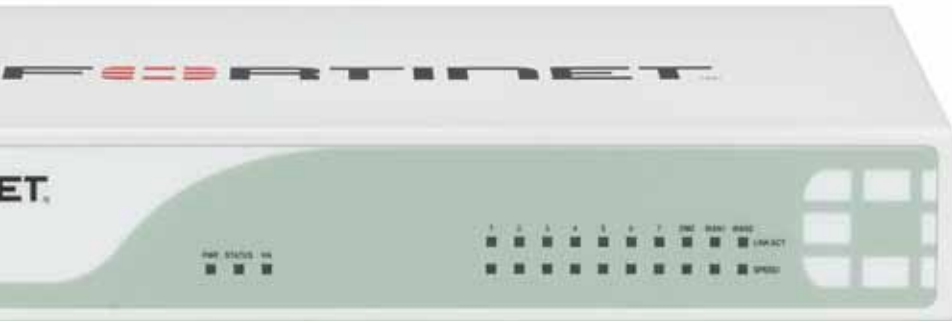 FORTINET
ET
1 2 3 4 5 6 7 DMZ WAN1 WAN2
LINK/ACT
PWR STATUS HA
SPEED